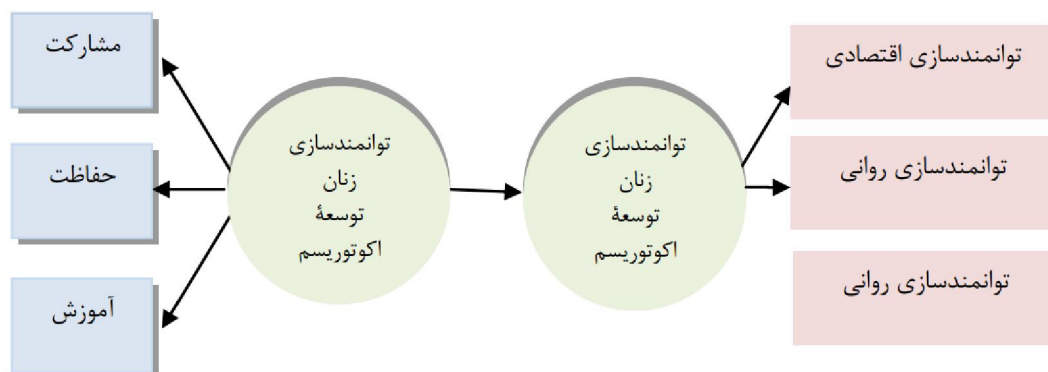 توانمندسازی اقتصادی
توانمندسازی روانی
توانمندسازی روانی
توانمندسازی
زنان
توسعهٔ
اکوتوریسم
توانمندسازی
زنان
توسعهٔ
اکوتوریسم
مشارکت
حفاظت
آموزش